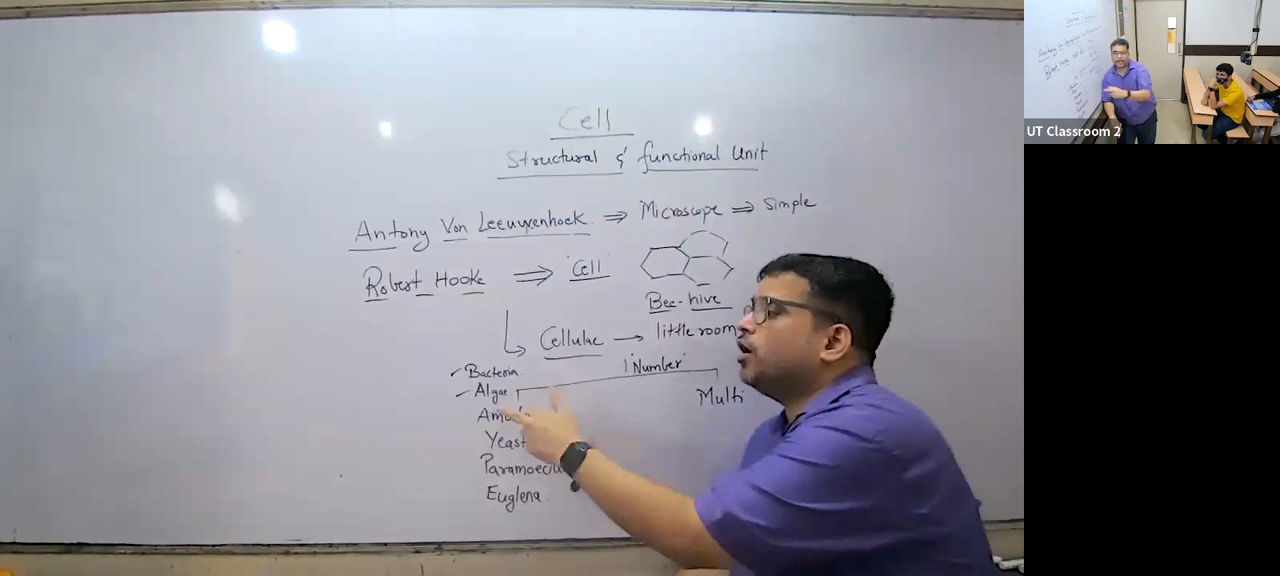 Cell
Structural & functional Unit
Antony Von Leeuwenhoek ⇒ Microscope ⇒ Simple
Robert Hooke ⇒ 'Cell'
Bee-hive
Cellulae → little room
'Number'
Bacteria
Algae
Multi
Yeast
Euglena
UT Classroom 2